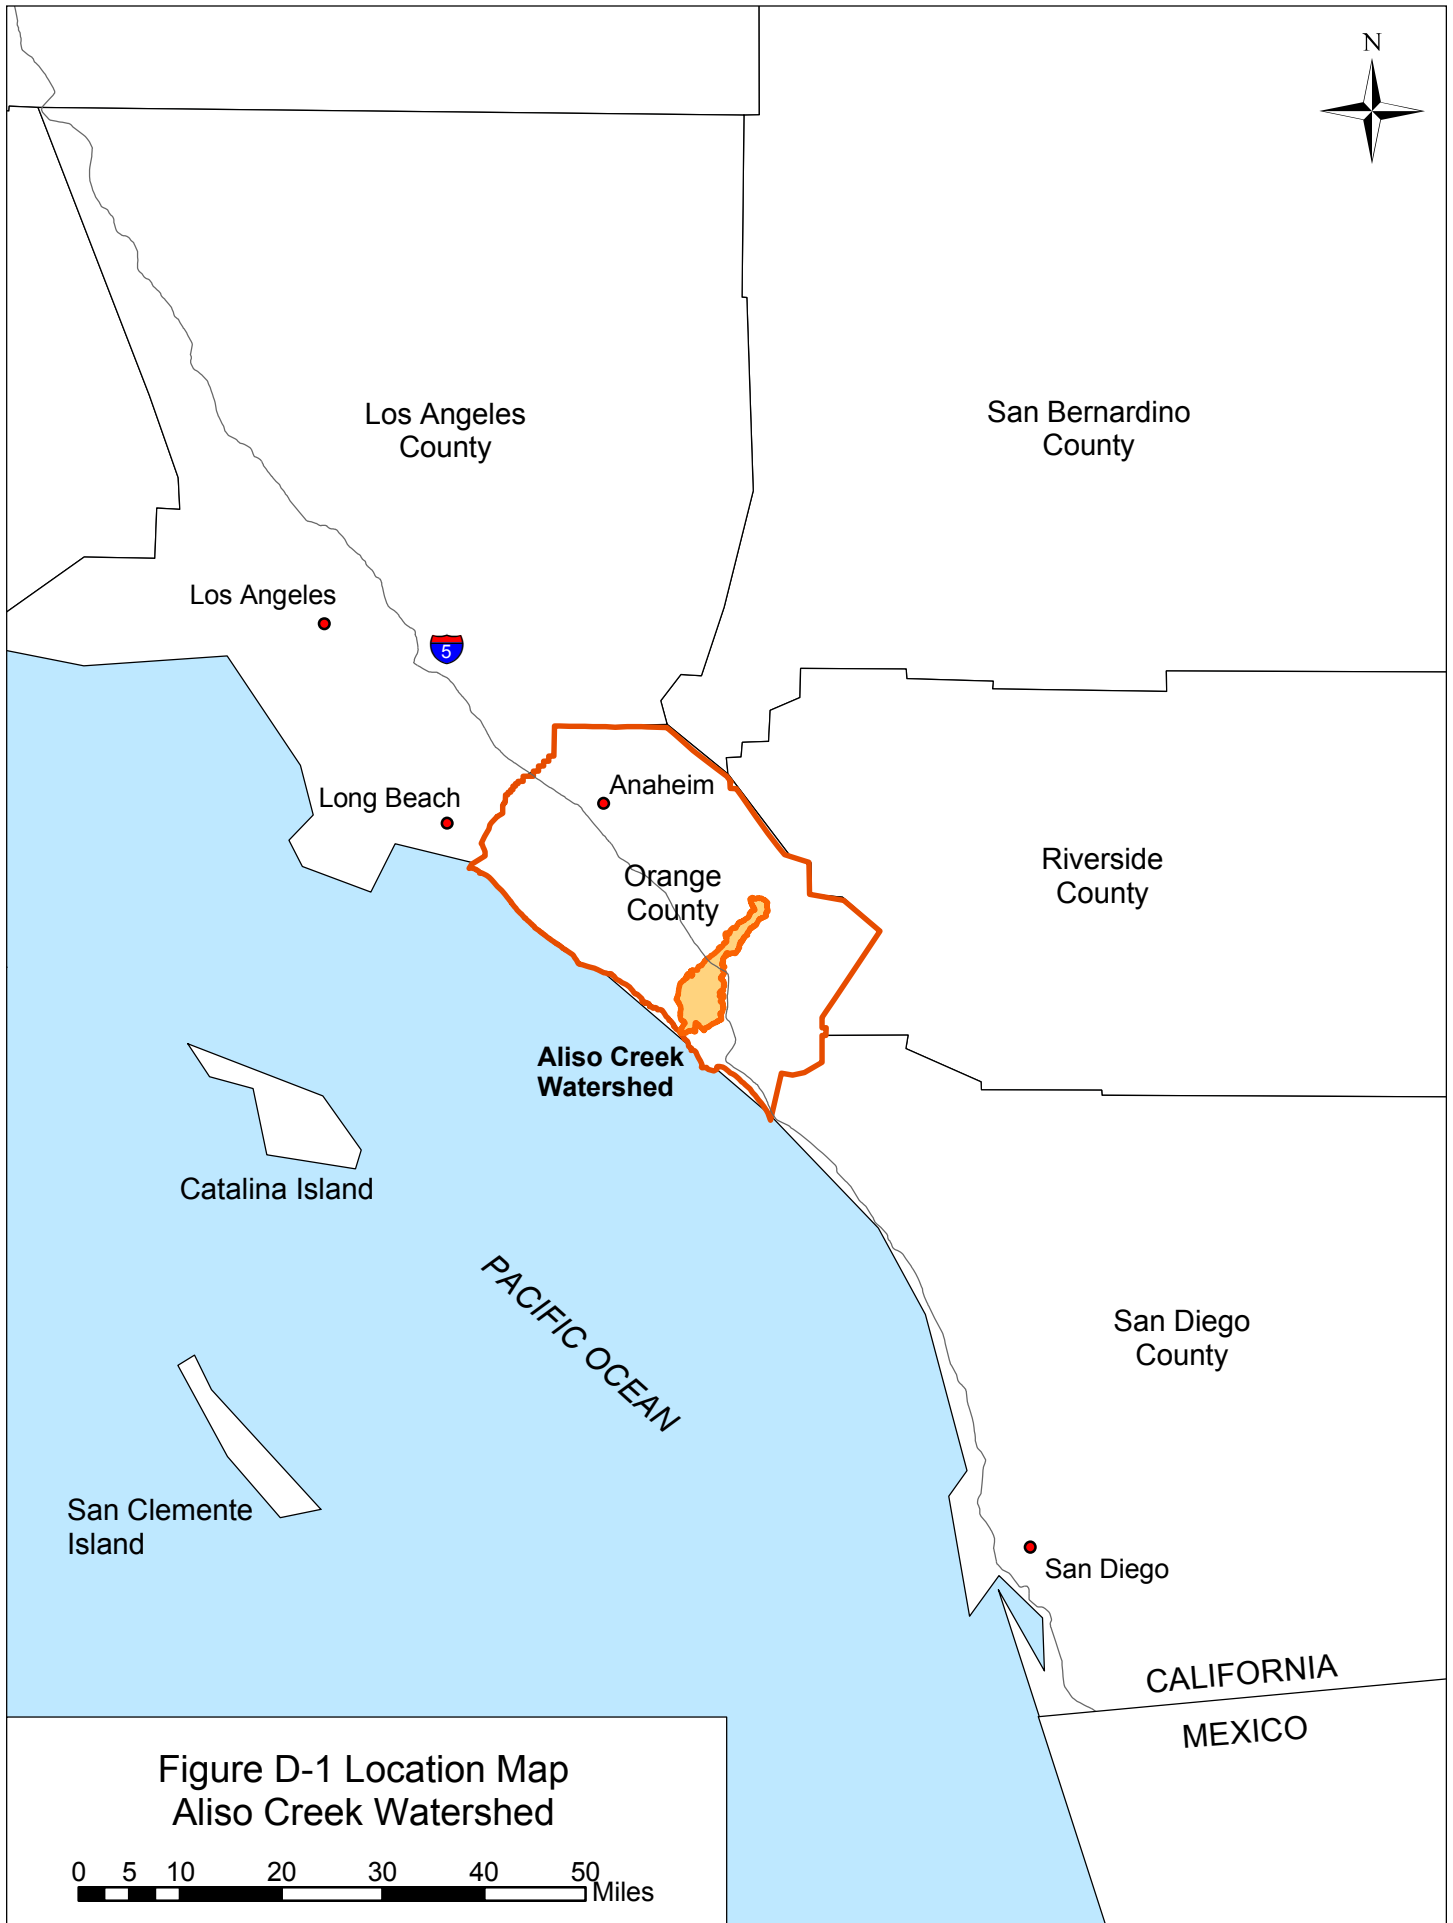 N
Los Angeles
County
San Bernardino
County
Los Angeles
5
Anaheim
Long Beach
Orange
County
Riverside
County
Aliso Creek
Watershed
Catalina Island
PACIFIC OCEAN
San Diego
County
San Clemente
Island
San Diego
CALIFORNIA
MEXICO
Figure D-1 Location Map
Aliso Creek Watershed
0 5 10 20 30 40 50
Miles